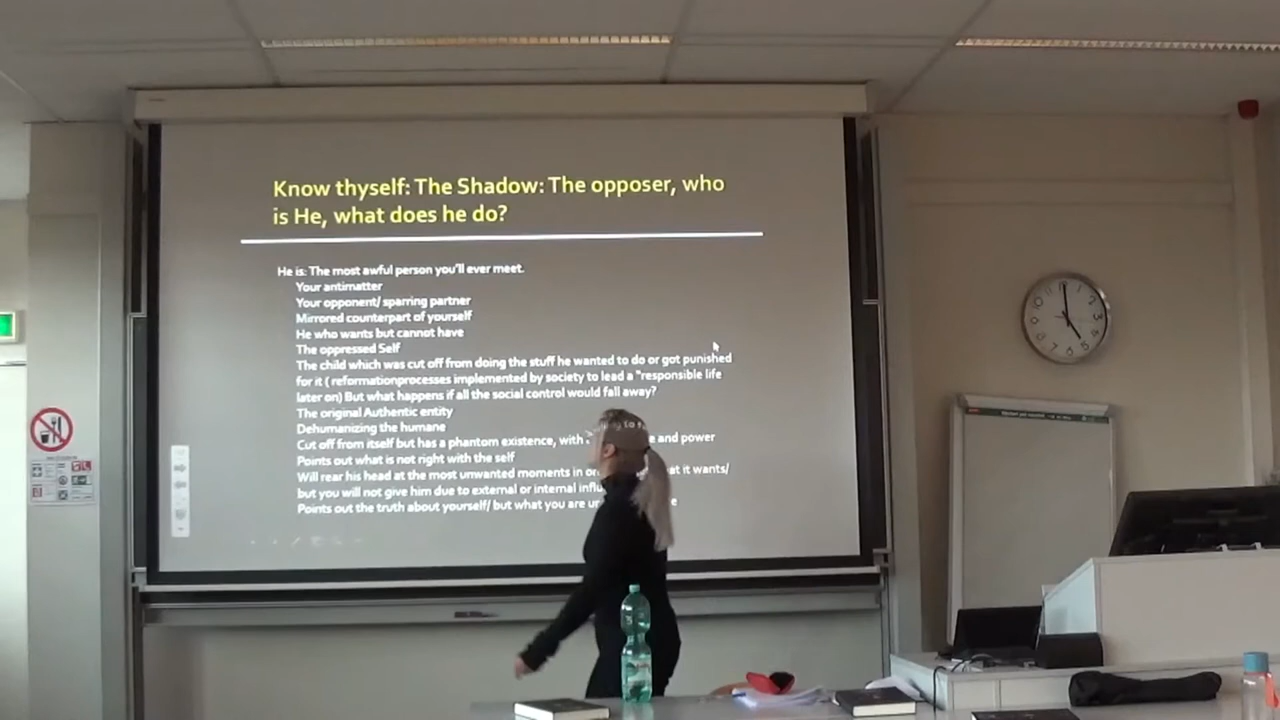 Know thyself: The Shadow: The opposer, who
is He, what does he do?
He is: The most awful person you'll ever meet.
Your antimatter
Your opponent/ sparring partner
Mirrored counterpart of yourself
He who wants but cannot have
The oppressed Self
The child which was cut off from doing the stuff he wanted to do or got punished
for it ( reformationprocesses implemented by society to lead a "responsible life
later on) But what happens if all the social control would fall away?
The original Authentic entity
Dehumanizing the humane
Cut off from itself but has a phantom existence, with and power
Points out what is not right with the self
Will rear his head at the most unwanted moments in it wants/
but you will not give him due to external or internal
Points out the truth about yourself/ but what you are